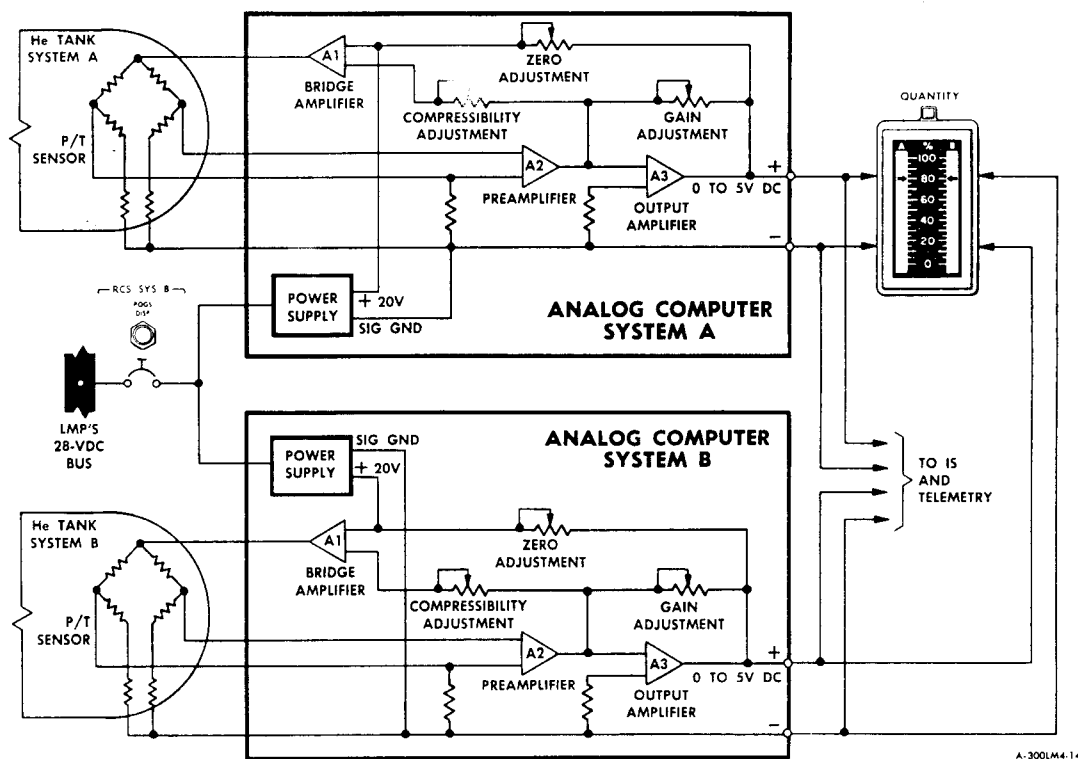 He TANK
SYSTEM A
P/T
SENSOR
A1
BRIDGE
AMPLIFIER
ZERO
ADJUSTMENT
COMPRESSIBILITY
ADJUSTMENT
GAIN
ADJUSTMENT
A2
PREAMPLIFIER
A3
OUTPUT
AMPLIFIER
+
0 TO 5V DC
−
POWER
SUPPLY
+ 20V
SIG GND
ANALOG COMPUTER
SYSTEM A
QUANTITY
A % B
100
80
60
40
20
0
RCS SYS B
PQGS
DISP
LMP'S
28-VDC
BUS
POWER
SUPPLY
SIG GND
+ 20V
ANALOG COMPUTER
SYSTEM B
TO IS
AND
TELEMETRY
He TANK
SYSTEM B
P/T
SENSOR
A1
BRIDGE
AMPLIFIER
ZERO
ADJUSTMENT
COMPRESSIBILITY
ADJUSTMENT
GAIN
ADJUSTMENT
A2
PREAMPLIFIER
A3
OUTPUT
AMPLIFIER
+
0 TO 5V DC
−
A-300LM4-14